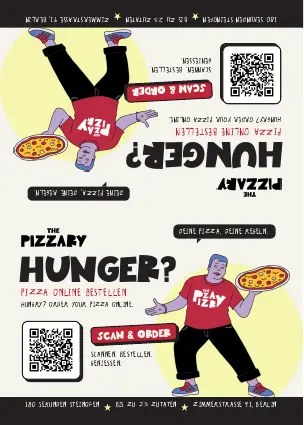 180 SEKUNDEN STEINOFEN ★ BIS ZU 25 ZUTATEN ★ ZIMMERSTRASSE 91, BERLIN
SCANNEN. BESTELLEN.
GENIESSEN.
SCAN & ORDER
THE
PIZZARY
HUNGER?
PIZZA ONLINE BESTELLEN
HUNGRY? ORDER YOUR PIZZA ONLINE.
DEINE PIZZA, DEINE REGELN.
THE
PIZZARY
DEINE PIZZA, DEINE REGELN.
HUNGER?
PIZZA ONLINE BESTELLEN
HUNGRY? ORDER YOUR PIZZA ONLINE.
THE
PIZZARY
SCAN & ORDER
SCANNEN. BESTELLEN.
GENIESSEN.
180 SEKUNDEN STEINOFEN ★ BIS ZU 25 ZUTATEN ★ ZIMMERSTRASSE 91, BERLIN